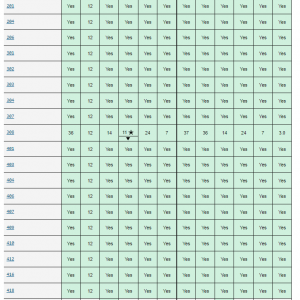 Yes 12 Yes Yes Yes Yes Yes Yes Yes Yes Yes Yes
Yes 12 Yes Yes Yes Yes Yes Yes Yes Yes Yes Yes
Yes 12 Yes Yes Yes Yes Yes Yes Yes Yes Yes Yes
301 Yes 12 Yes Yes Yes Yes Yes Yes Yes Yes Yes Yes
302 Yes 12 Yes Yes Yes Yes Yes Yes Yes Yes Yes Yes
303 Yes 12 Yes Yes Yes Yes Yes Yes Yes Yes Yes Yes
304 Yes 12 Yes Yes Yes Yes Yes Yes Yes Yes Yes Yes
307 Yes 12 Yes Yes Yes Yes Yes Yes Yes Yes Yes Yes
36 12 14 11 ★ 24 7 37 36 14 24 7 3.0
402 Yes 12 Yes Yes Yes Yes Yes Yes Yes Yes Yes Yes
403 Yes 12 Yes Yes Yes Yes Yes Yes Yes Yes Yes Yes
404 Yes 12 Yes Yes Yes Yes Yes Yes Yes Yes Yes Yes
406 Yes 12 Yes Yes Yes Yes Yes Yes Yes Yes Yes Yes
407 Yes 12 Yes Yes Yes Yes Yes Yes Yes Yes Yes Yes
409 Yes 12 Yes Yes Yes Yes Yes Yes Yes Yes Yes Yes
410 Yes 12 Yes Yes Yes Yes Yes Yes Yes Yes Yes Yes
412 Yes 12 Yes Yes Yes Yes Yes Yes Yes Yes Yes Yes
414 Yes 12 Yes Yes Yes Yes Yes Yes Yes Yes Yes Yes
418 Yes 12 Yes Yes Yes Yes Yes Yes Yes Yes Yes Yes